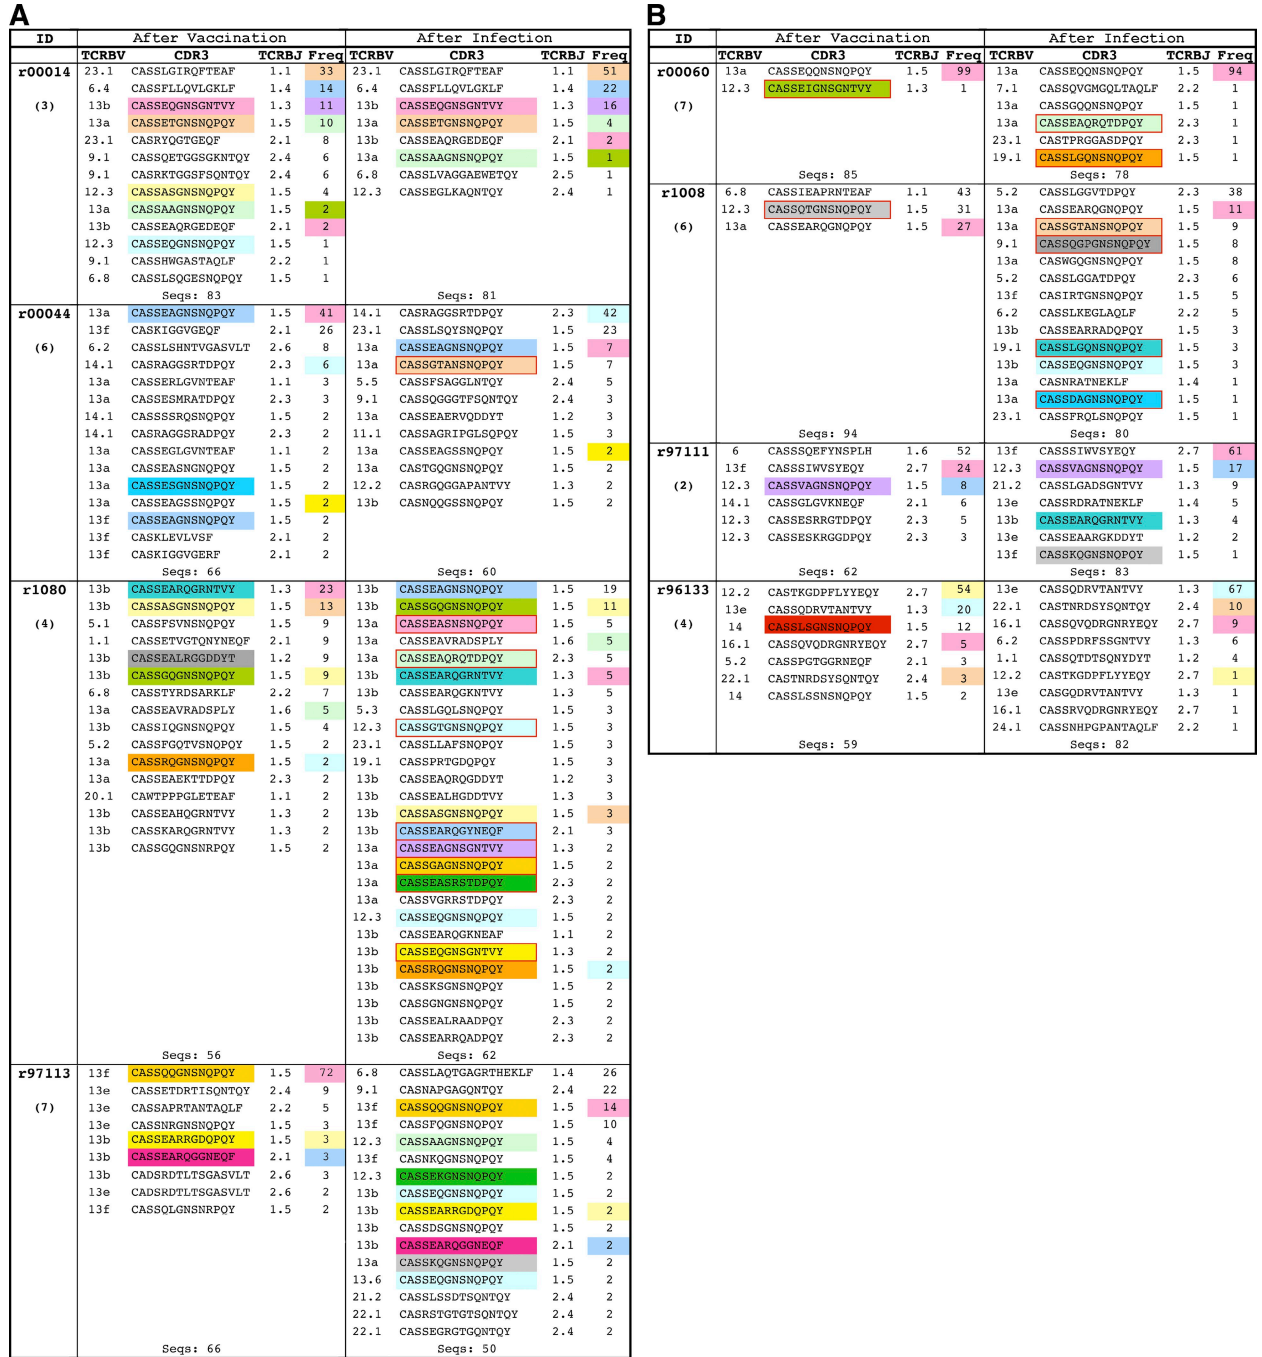 A
ID After Vaccination After Infection
TCRBV CDR3 TCRBJ Freq TCRBV CDR3 TCRBJ Freq
r00014 23.1 CASSLGIRQFTEAF 1.1 33 23.1 CASSLGIRQFTEAF 1.1 51
6.4 CASSFLLQVLGKLF 1.4 14 6.4 CASSFLLQVLGKLF 1.4 22
(3) 13b CASSEQGNSGNTVY 1.3 11 13b CASSEQGNSGNTVY 1.3 16
13a CASSETGNSNQPQY 1.5 10 13a CASSETGNSNQPQY 1.5 4
23.1 CASRYQGTGEQF 2.1 8 13b CASSEAQRGEDEQF 2.1 2
9.1 CASSQETGGSGKNTQY 2.4 6 13a CASSAAGNSNQPQY 1.5 1
9.1 CASRKTGGSFSQNTQY 2.4 6 6.8 CASSLVAGGAEWETQY 2.5 1
12.3 CASSASGNSNQPQY 1.5 4 12.3 CASSEGLKAQNTQY 2.4 1
13a CASSAAGNSNQPQY 1.5 2
13b CASSEAQRGEDEQF 2.1 2
12.3 CASSEQGNSNQPQY 1.5 1
9.1 CASSHWGASTAQLF 2.2 1
6.8 CASSLSQGESNQPQY 1.5 1
Seqs: 83 Seqs: 81
r00044 13a CASSEAGNSNQPQY 1.5 41 14.1 CASRAGGSRTDPQY 2.3 42
13f CASKIGGVGEQF 2.1 26 23.1 CASSLSQYSNQPQY 1.5 23
(6) 6.2 CASSLSHNTVGASVLT 2.6 8 13a CASSEAGNSNQPQY 1.5 7
14.1 CASRAGGSRTDPQY 2.3 6 13a CASSGTANSNQPQY 1.5 7
13a CASSERLGVNTEAF 1.1 3 5.5 CASSFSAGGLNTQY 2.4 5
13a CASSESMRATDPQY 2.3 3 9.1 CASSQGGGTFSQNTQY 2.4 3
14.1 CASSSSRQSNQPQY 1.5 2 13a CASSEAERVQDDYT 1.2 3
14.1 CASRAGGSRADPQY 2.3 2 11.1 CASSAGRIPGLSQPQY 1.5 3
13a CASSEGLGVNTEAF 1.1 2 13a CASSEAGSSNQPQY 1.5 2
13a CASSEASNGNQPQY 1.5 2 13a CASTGQGNSNQPQY 1.5 2
13a CASSESGNSNQPQY 1.5 2 12.2 CASRGQGGAPANTVY 1.3 2
13a CASSEAGSSNQPQY 1.5 2 13b CASNQQGSSNQPQY 1.5 2
13f CASSEAGNSNQPQY 1.5 2
13f CASKLEVLVSF 2.1 2
13f CASKIGGVGERF 2.1 2
Seqs: 66 Seqs: 60
r1080 13b CASSEARQGRNTVY 1.3 23 13b CASSEAGNSNQPQY 1.5 19
13b CASSASGNSNQPQY 1.5 13 13b CASSGQGNSNQPQY 1.5 11
(4) 5.1 CASSFSVNSNQPQY 1.5 9 13a CASSEASNSNQPQY 1.5 5
1.1 CASSETVGTQNYNEQF 2.1 9 13a CASSEAVRADSPLY 1.6 5
13b CASSEALRGGDDYT 1.2 9 13a CASSEAQRQTDPQY 2.3 5
13b CASSGQGNSNQPQY 1.5 9 13b CASSEARQGRNTVY 1.3 5
6.8 CASSTYRDSARKLF 2.2 7 13b CASSEARQGKNTVY 1.3 5
13a CASSEAVRADSPLY 1.6 5 5.3 CASSLGQLSNQPQY 1.5 3
13b CASSIQGNSNQPQY 1.5 4 12.3 CASSGTGNSNQPQY 1.5 3
5.2 CASSFGQTVSNQPQY 1.5 2 23.1 CASSLLAFSNQPQY 1.5 3
13a CASSRQGNSNQPQY 1.5 2 19.1 CASSPRTGDQPQY 1.5 3
13a CASSEAEKTTDPQY 2.3 2 13b CASSEAQRQGDDYT 1.2 3
20.1 CAWTPPPGLETEAF 1.1 2 13b CASSEALHGDDTVY 1.3 3
13b CASSEAHQGRNTVY 1.3 2 13b CASSASGNSNQPQY 1.5 3
13b CASSKARQGRNTVY 1.3 2 13b CASSEARQGYNEQF 2.1 3
13b CASSGQGNSNRPQY 1.5 2 13a CASSEAGNSGNTVY 1.3 2
13a CASSGAGNSNQPQY 1.5 2
13a CASSEASRSTDPQY 2.3 2
13a CASSVGRRSTDPQY 2.3 2
12.3 CASSEQGNSNQPQY 1.5 2
13b CASSEARQGKNEAF 1.1 2
13b CASSEQGNSGNTVY 1.3 2
13b CASSRQGNSNQPQY 1.5 2
13b CASSKSGNSNQPQY 1.5 2
13b CASSGNGNSNQPQY 1.5 2
13b CASSEALRAADPQY 2.3 2
13b CASSEARRQADPQY 2.3 2
Seqs: 56 Seqs: 62
r97113 13f CASSQQGNSNQPQY 1.5 72 6.8 CASSLAQTGAGRTHEKLF 1.4 26
13e CASSETDRTISQNTQY 2.4 9 9.1 CASNAPGAGQNTQY 2.4 22
(7) 13e CASSAPRTANTAQLF 2.2 5 13f CASSQQGNSNQPQY 1.5 14
13e CASSNRGNSNQPQY 1.5 3 13f CASSFQGNSNQPQY 1.5 10
13b CASSEARRGDQPQY 1.5 3 12.3 CASSAAGNSNQPQY 1.5 4
13b CASSEARQGGNEQF 2.1 3 13f CASNKQGNSNQPQY 1.5 4
13b CADSRDTLTSGASVLT 2.6 3 12.3 CASSEKGNSNQPQY 1.5 2
13e CADSRDTLTSGASVLT 2.6 2 13b CASSEQGNSNQPQY 1.5 2
13f CASSQLGNSNRPQY 1.5 2 13b CASSEARRGDQPQY 1.5 2
13b CASSDSGNSNQPQY 1.5 2
13b CASSEARQGGNEQF 2.1 2
13a CASSKQGNSNQPQY 1.5 2
13.6 CASSEQGNSNQPQY 1.5 2
21.2 CASSLSSDTSQNTQY 2.4 2
22.1 CASRSTGTGTSQNTQY 2.4 2
22.1 CASSEGRGTGQNTQY 2.4 2
Seqs: 66 Seqs: 50
B
ID After Vaccination After Infection
TCRBV CDR3 TCRBJ Freq TCRBV CDR3 TCRBJ Freq
r00060 13a CASSEQQNSNQPQY 1.5 99 13a CASSEQQNSNQPQY 1.5 94
12.3 CASSEIGNSGNTVY 1.3 1 7.1 CASSQVGMGQLTAQLF 2.2 1
(7) 13a CASSGQQNSNQPQY 1.5 1
13a CASSEAQRQTDPQY 2.3 1
23.1 CASTPRGGASDPQY 2.3 1
19.1 CASSLGQNSNQPQY 1.5 1
Seqs: 85 Seqs: 78
r1008 6.8 CASSIEAPRNTEAF 1.1 43 5.2 CASSLGGVTDPQY 2.3 38
12.3 CASSQTGNSNQPQY 1.5 31 13a CASSEARQGNQPQY 1.5 11
(6) 13a CASSEARQGNQPQY 1.5 27 13a CASSGTANSNQPQY 1.5 9
9.1 CASSQGPGNSNQPQY 1.5 8
13a CASWGQGNSNQPQY 1.5 8
5.2 CASSLGGATDPQY 2.3 6
13f CASIRTGNSNQPQY 1.5 5
6.2 CASSLKEGLAQLF 2.2 5
13b CASSEARRADQPQY 1.5 3
19.1 CASSLGQNSNQPQY 1.5 3
13b CASSEQGNSNQPQY 1.5 3
13a CASNRATNEKLF 1.4 1
13a CASSDAGNSNQPQY 1.5 1
23.1 CASSFRQLSNQPQY 1.5 1
Seqs: 94 Seqs: 80
r97111 6 CASSSQEFYNSPLH 1.6 52 13f CASSSIWVSYEQY 2.7 61
13f CASSSIWVSYEQY 2.7 24 12.3 CASSVAGNSNQPQY 1.5 17
(2) 12.3 CASSVAGNSNQPQY 1.5 8 21.2 CASSLGADSGNTVY 1.3 9
14.1 CASSGLGVKNEQF 2.1 6 13e CASSRDRATNEKLF 1.4 5
12.3 CASSESRRGTDPQY 2.3 5 13b CASSEARQGRNTVY 1.3 4
12.3 CASSESKRGGDPQY 2.3 3 13e CASSEAARGKDDYT 1.2 2
13f CASSKQGNSNQPQY 1.5 1
Seqs: 62 Seqs: 83
r96133 12.2 CASTKGDPFLYYEQY 2.7 54 13e CASSQDRVTANTVY 1.3 67
13e CASSQDRVTANTVY 1.3 20 22.1 CASTNRDSYSQNTQY 2.4 10
(4) 14 CASSLSGNSNQPQY 1.5 12 16.1 CASSQVQDRGNRYEQY 2.7 9
16.1 CASSQVQDRGNRYEQY 2.7 5 6.2 CASSPDRFSSGNTVY 1.3 6
5.2 CASSPGTGGRNEQF 2.1 3 1.1 CASSQTDTSQNYDYT 1.2 4
22.1 CASTNRDSYSQNTQY 2.4 3 12.2 CASTKGDPFLYYEQY 2.7 1
14 CASSLSSNSNQPQY 1.5 2 13e CASGQDRVTANTVY 1.3 1
16.1 CASSRVQDRGNRYEQY 2.7 1
24.1 CASSNHPGPANTAQLF 2.2 1
Seqs: 59 Seqs: 82